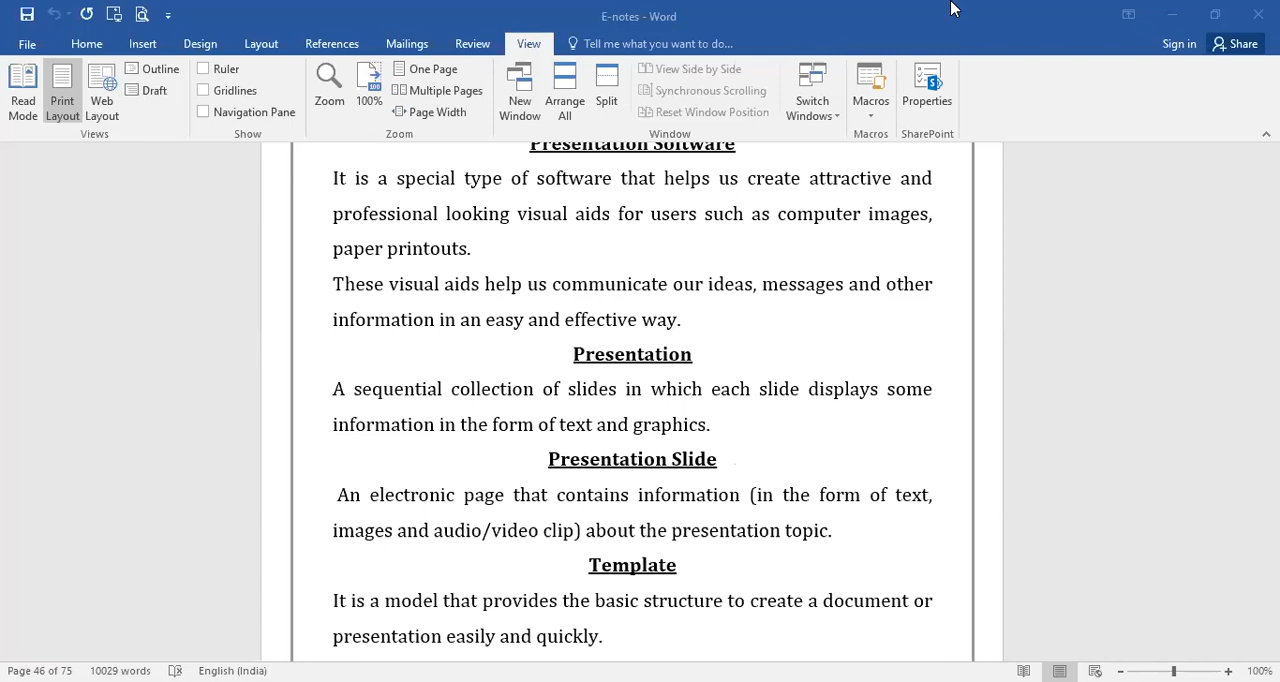 E-notes - Word
File Home Insert Design Layout References Mailings Review View Tell me what you want to do... Sign in Share
Read Mode
Print Layout
Web Layout
Outline
Draft
Views
Ruler
Gridlines
Navigation Pane
Show
Zoom
100%
One Page
Multiple Pages
Page Width
Zoom
New Window
Arrange All
Split
View Side by Side
Synchronous Scrolling
Reset Window Position
Window
Switch Windows
Macros
Macros
Properties
SharePoint
Presentation Software
It is a special type of software that helps us create attractive and
professional looking visual aids for users such as computer images,
paper printouts.
These visual aids help us communicate our ideas, messages and other
information in an easy and effective way.
Presentation
A sequential collection of slides in which each slide displays some
information in the form of text and graphics.
Presentation Slide
An electronic page that contains information (in the form of text,
images and audio/video clip) about the presentation topic.
Template
It is a model that provides the basic structure to create a document or
presentation easily and quickly.
Page 46 of 75 10029 words English (India) 100%